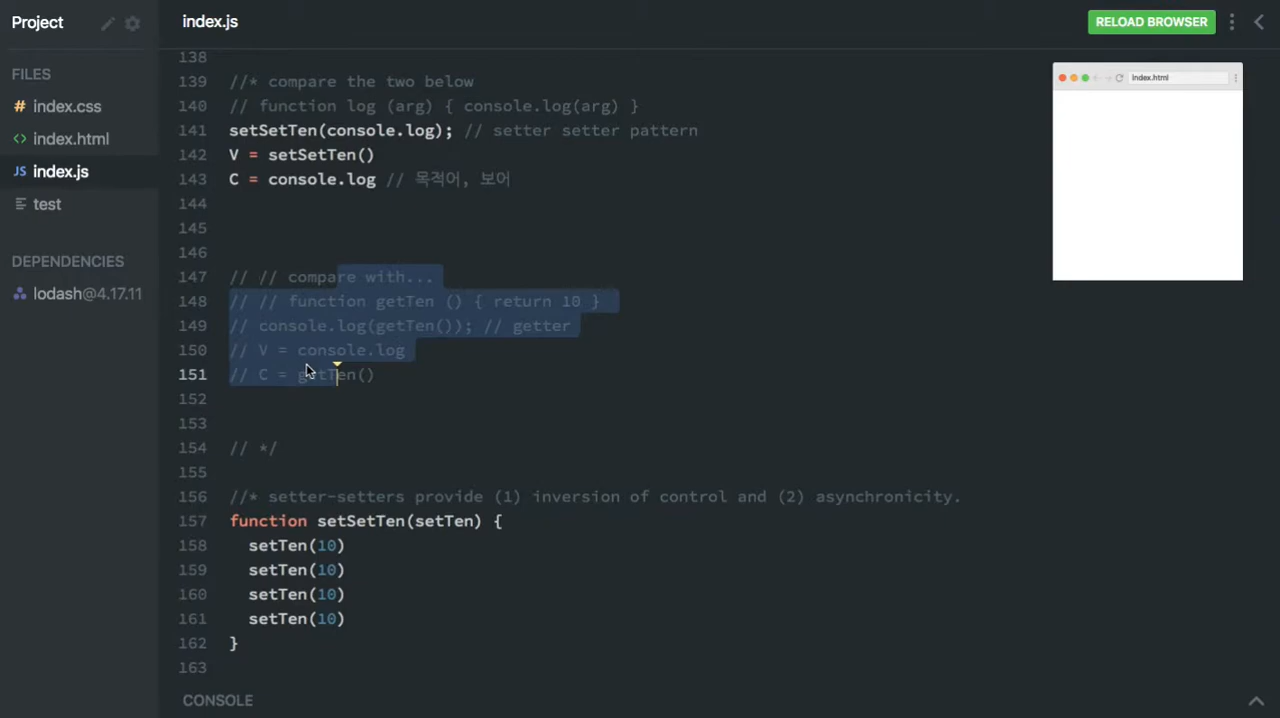 Project
index.js
RELOAD BROWSER
FILES
index.css
index.html
JS index.js
test
DEPENDENCIES
lodash@4.17.11
138
139 //* compare the two below
140 // function log (arg) { console.log(arg) }
141 setSetTen(console.log); // setter setter pattern
142 V = setSetTen()
143 C = console.log // 목적어, 보어
144
145
146
147 // // compare with...
148 // // function getTen () { return 10 }
149 // console.log(getTen()); // getter
150 // V = console.log
151 // C = getTen()
152
153
154 // */
155
156 //* setter-setters provide (1) inversion of control and (2) asynchronicity.
157 function setSetTen(setTen) {
158 setTen(10)
159 setTen(10)
160 setTen(10)
161 setTen(10)
162 }
163
Index.html
CONSOLE